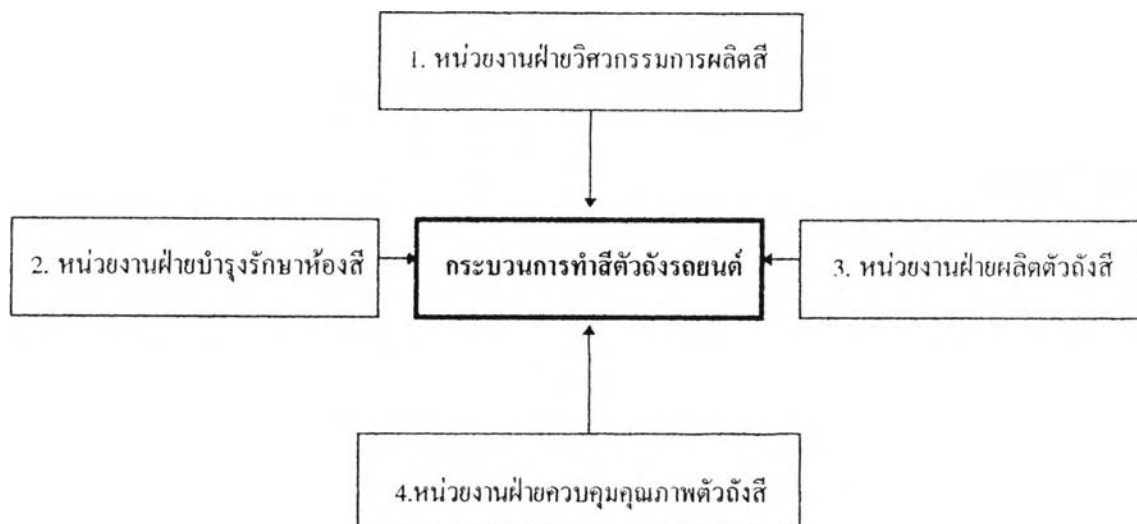 1. หน่วยงานฝ่ายวิศวกรรมการผลิตสี
2. หน่วยงานฝ่ายบำรุงรักษาห้องสี
กระบวนการทำสีตัวถังรถยนต์
3. หน่วยงานฝ่ายผลิตตัวถังสี
4.หน่วยงานฝ่ายควบคุมคุณภาพตัวถังสี